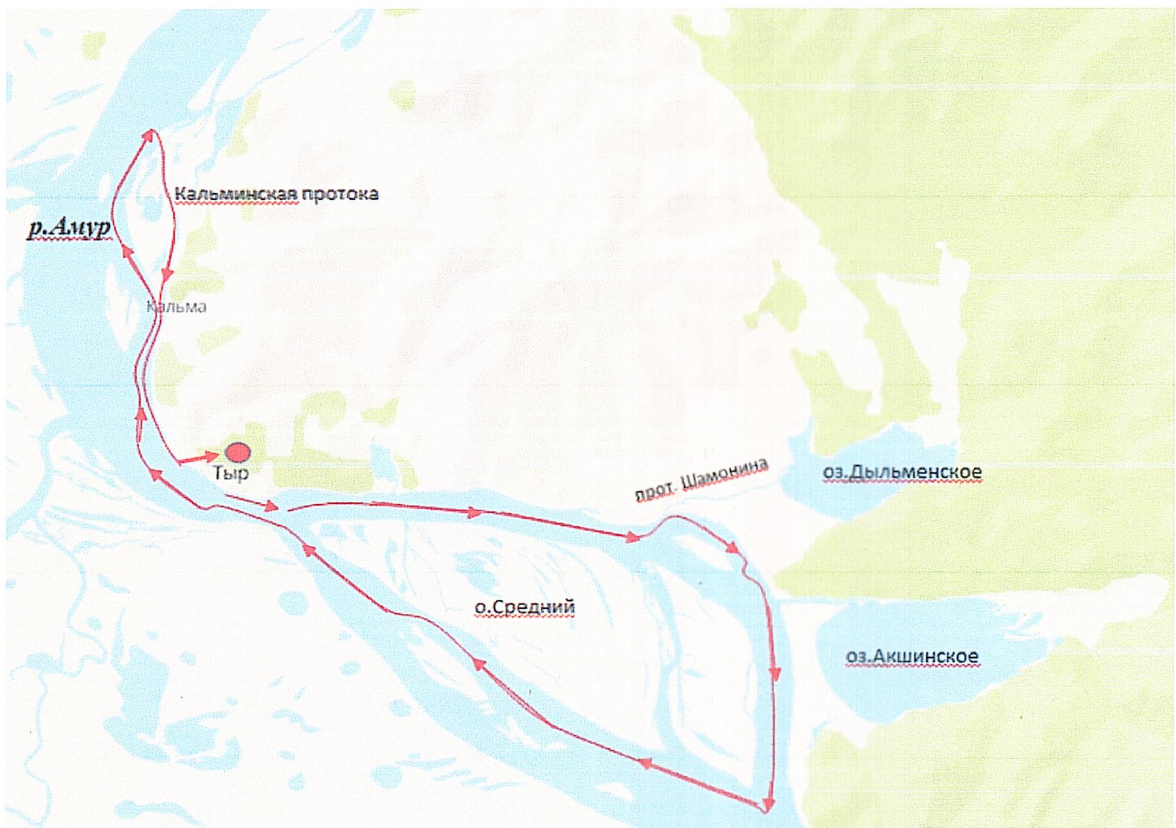 Кальминская протока
р.Амур
Кальма
Тыр
прот. Шамонина
оз.Дыльменское
о.Средний
оз.Акшинское